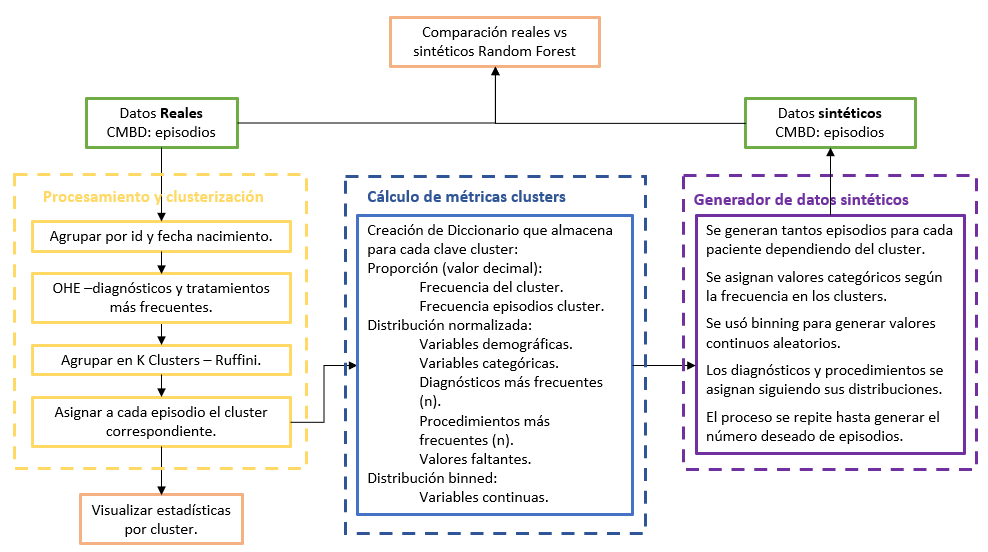 Comparación reales vs
sintéticos Random Forest
Datos Reales
CMBD: episodios
Datos sintéticos
CMBD: episodios
Procesamiento y clusterización
Agrupar por id y fecha nacimiento.
OHE –diagnósticos y tratamientos
más frecuentes.
Agrupar en K Clusters – Ruffini.
Asignar a cada episodio el cluster
correspondiente.
Visualizar estadísticas
por cluster.
Cálculo de métricas clusters
Creación de Diccionario que almacena
para cada clave cluster:
Proporción (valor decimal):
Frecuencia del cluster.
Frecuencia episodios cluster.
Distribución normalizada:
Variables demográficas.
Variables categóricas.
Diagnósticos más frecuentes
(n).
Procedimientos más
frecuentes (n).
Valores faltantes.
Distribución binned:
Variables continuas.
Generador de datos sintéticos
Se generan tantos episodios para cada
paciente dependiendo del cluster.
Se asignan valores categóricos según
la frecuencia en los clusters.
Se usó binning para generar valores
continuos aleatorios.
Los diagnósticos y procedimientos se
asignan siguiendo sus distribuciones.
El proceso se repite hasta generar el
número deseado de episodios.